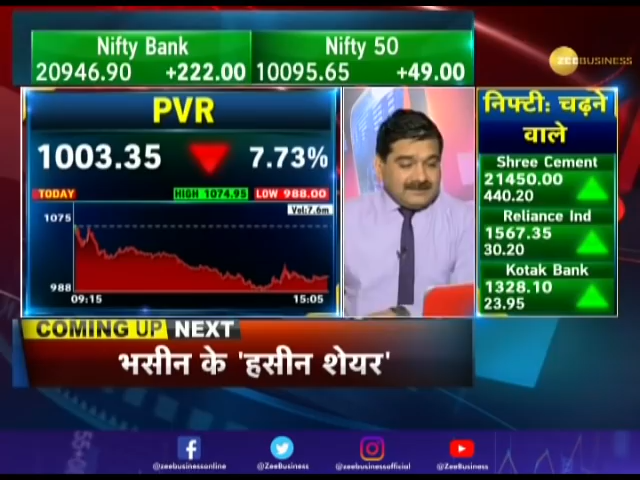 Nifty Bank
20946.90 +222.00
Nifty 50
10095.65 +49.00
ZEEBUSINESS
PVR
1003.35 7.73%
TODAY HIGH 1074.95 LOW 988.00
Vol:7.6m
1075
988
09:15 15:05
निफ्टी: चढ़ने
वाले
Shree Cement
21450.00
440.20
Reliance Ind
1567.35
30.20
Kotak Bank
1328.10
23.95
COMING UP NEXT
भसीन के 'हसीन शेयर'
@zeebusinessonline
@ZeeBusiness
@zeebusinessofficial
@ZeeBusiness